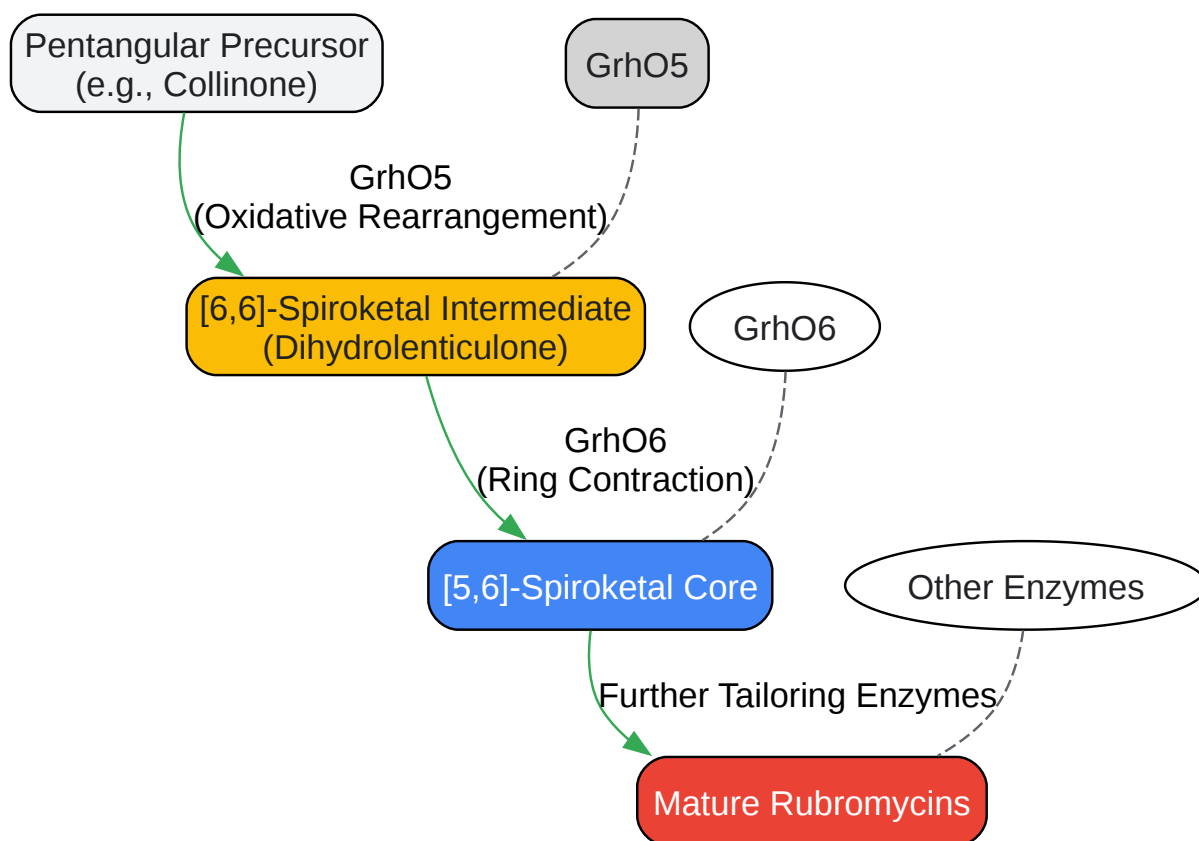 Pentangular Precursor
(e.g., Collinone)
GrhO5
GrhO5
(Oxidative Rearrangement)
[6,6]-Spiroketal Intermediate
(Dihydrolenticulone)
GrhO6
GrhO6
(Ring Contraction)
[5,6]-Spiroketal Core
Other Enzymes
Further Tailoring Enzymes
Mature Rubromycins